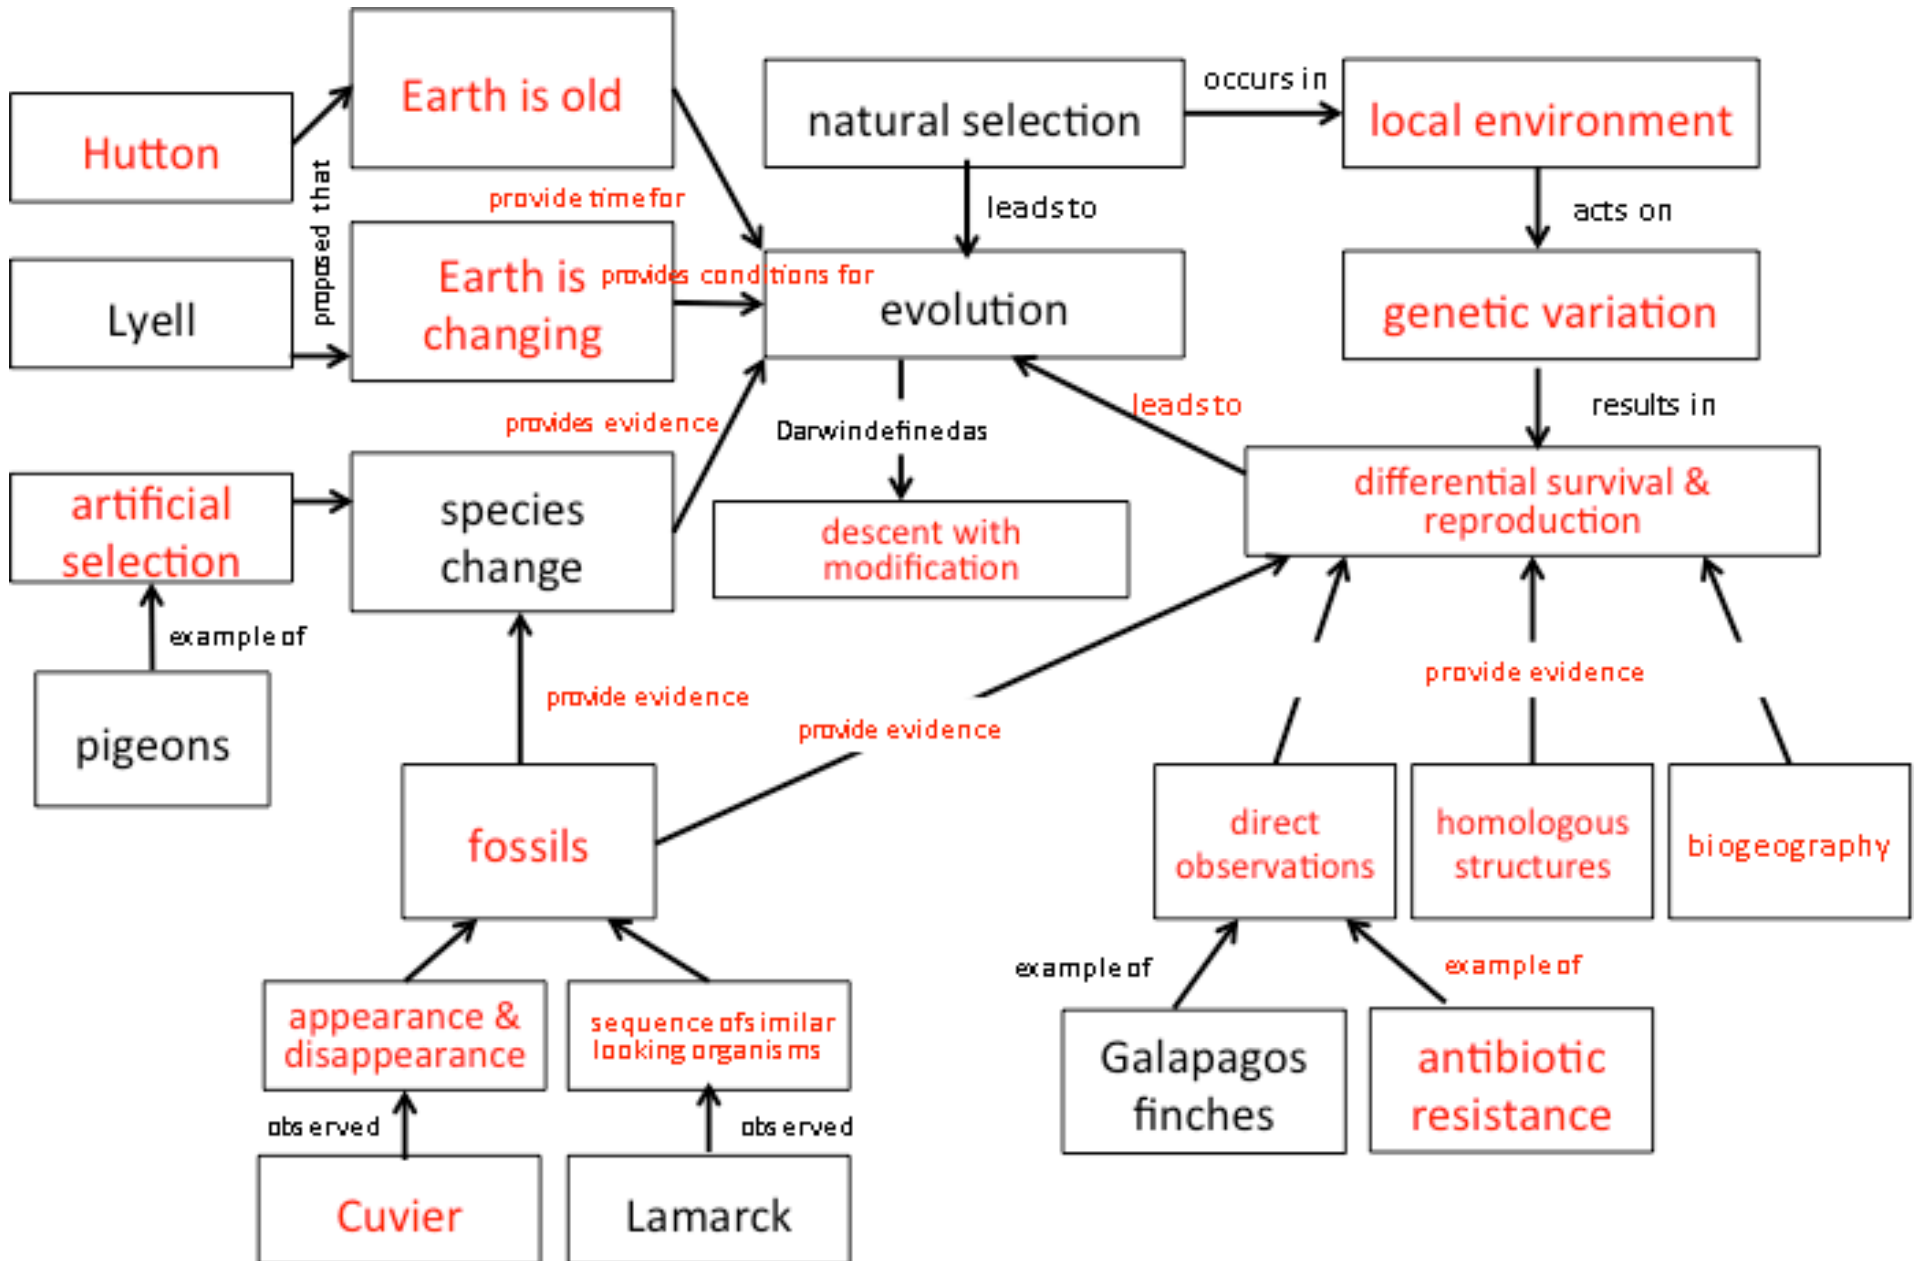 Earth is old
Hutton
proposed that
provide time for
natural selection
occurs in
local environment
leads to
acts on
Lyell
Earth is
changing
provides conditions for
evolution
genetic variation
provides evidence
Darwin defined as
leads to
results in
artificial
selection
species
change
descent with
modification
differential survival &
reproduction
example of
pigeons
provide evidence
provide evidence
provide evidence
fossils
direct
observations
homologous
structures
biogeography
appearance &
disappearance
sequence of similar
looking organisms
example of
example of
Galapagos
finches
antibiotic
resistance
observed
observed
Cuvier
Lamarck